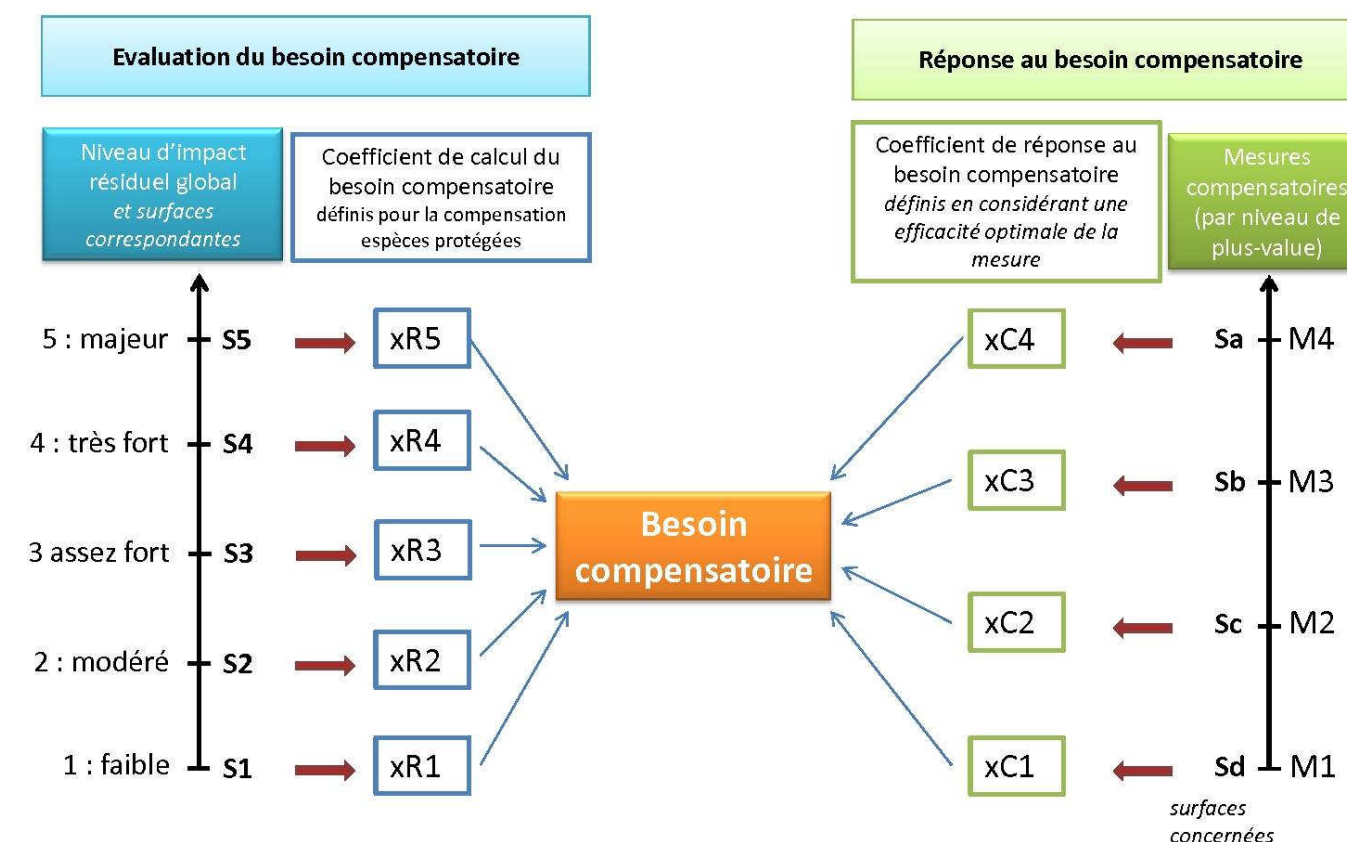 Evaluation du besoin compensatoire
Réponse au besoin compensatoire
Niveau d'impact
résiduel global
et surfaces
correspondantes
Coefficient de calcul du
besoin compensatoire
définis pour la compensation
espèces protégées
Coefficient de réponse au
besoin compensatoire
définis en considérant une
efficacité optimale de la
mesure
Mesures
compensatoires
(par niveau de
plus-value)
5 : majeur S5 xR5
4 : très fort S4 xR4
3 assez fort S3 xR3
2 : modéré S2 xR2
1 : faible S1 xR1
Besoin
compensatoire
xC4 Sa M4
xC3 Sb M3
xC2 Sc M2
xC1 Sd M1
surfaces
concernées